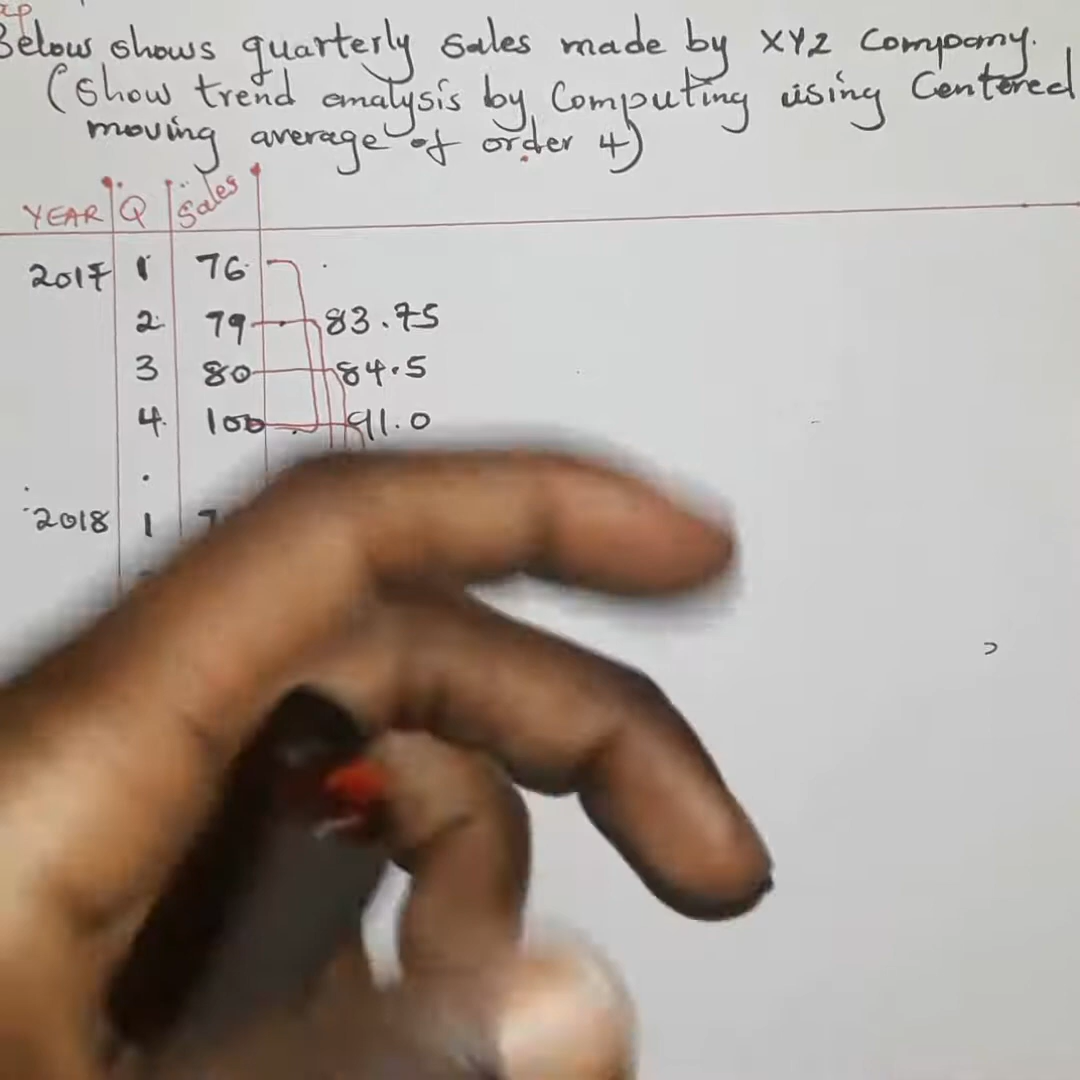 Below shows quarterly sales made by XYZ Company.
(Show trend analysis by Computing using Centered
moving average of order 4)
YEAR Q Sales
2017 1 76
2 79 83.75
3 80 84.5
4 100 91.0
2018 1